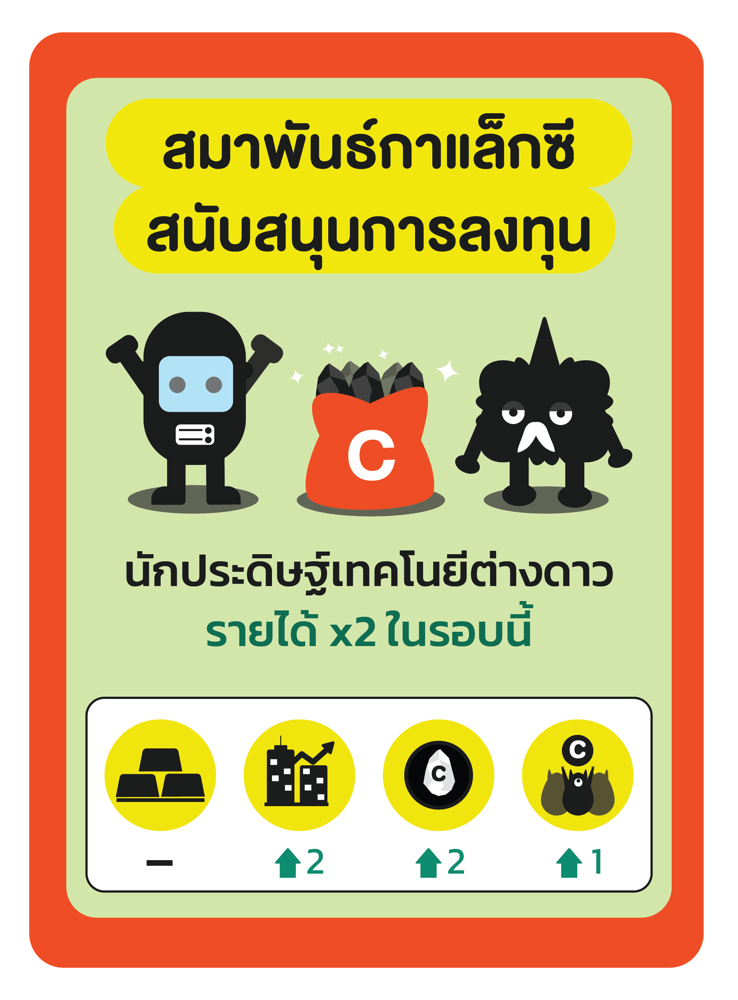 สมาพันธ์กาแล็กซี
สนับสนุนการลงทุน
C
นักประดิษฐ์เทคโนยีต่างดาว
รายได้ x2 ในรอบนี้
C
C
– 2 2 1